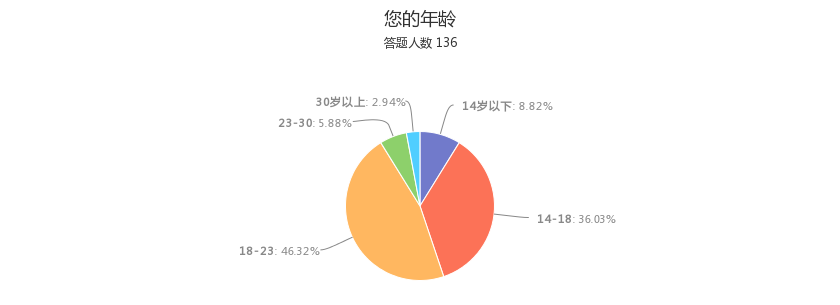 您的年龄
答题人数 136
30岁以上: 2.94%
14岁以下: 8.82%
23-30: 5.88%
14-18: 36.03%
18-23: 46.32%